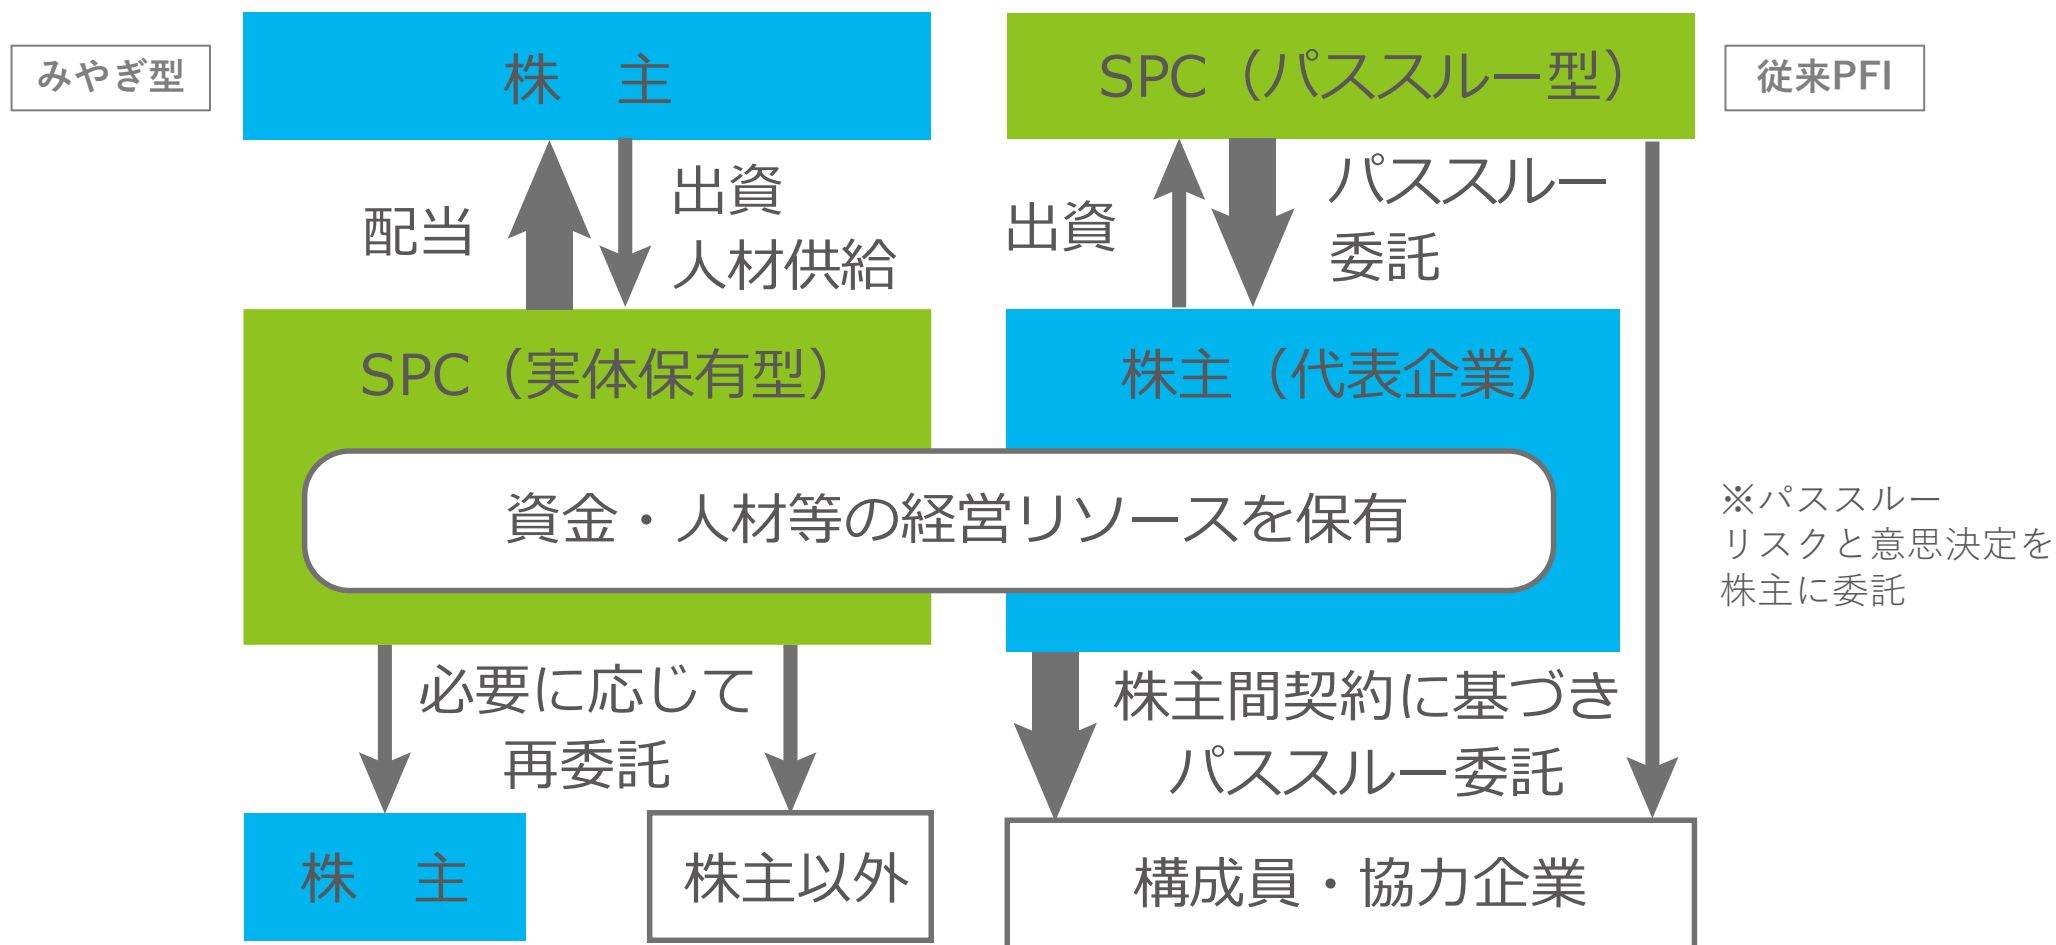 みやぎ型
株　主
配当
出資
人材供給
SPC（実体保有型）
SPC（パススルー型）
従来PFI
出資
パススルー
委託
株主（代表企業）
資金・人材等の経営リソースを保有
※パススルー
リスクと意思決定を
株主に委託
必要に応じて
再委託
株　主
株主以外
株主間契約に基づき
パススルー委託
構成員・協力企業